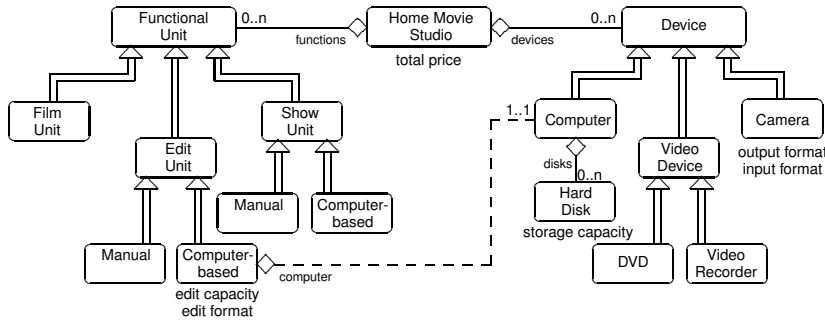 Functional
Unit
0..n
functions
Home Movie
Studio
total price
devices
0..n
Device
Film
Unit
Show
Unit
Edit
Unit
1..1
Computer
Camera
output format
input format
disks
0..n
Hard
Disk
storage capacity
Video
Device
Manual
Computer-
based
Manual
Computer-
based
edit capacity
edit format
computer
DVD
Video
Recorder